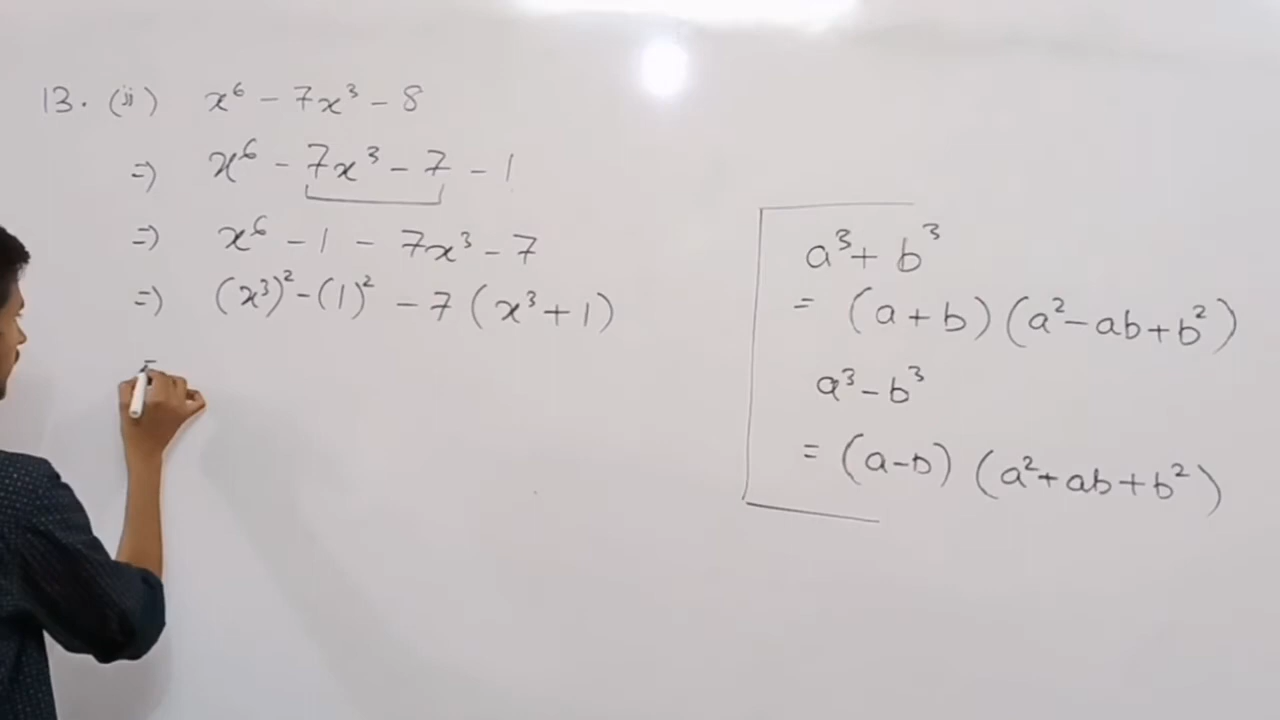 13. (ii) x⁶ - 7x³ - 8
=) x⁶ - 7x³ - 7 - 1
=) x⁶ - 1 - 7x³ - 7
=) (x³)² - (1)² - 7 (x³ + 1)
a³ + b³
= (a + b) (a² - ab + b²)
a³ - b³
= (a - b) (a² + ab + b²)